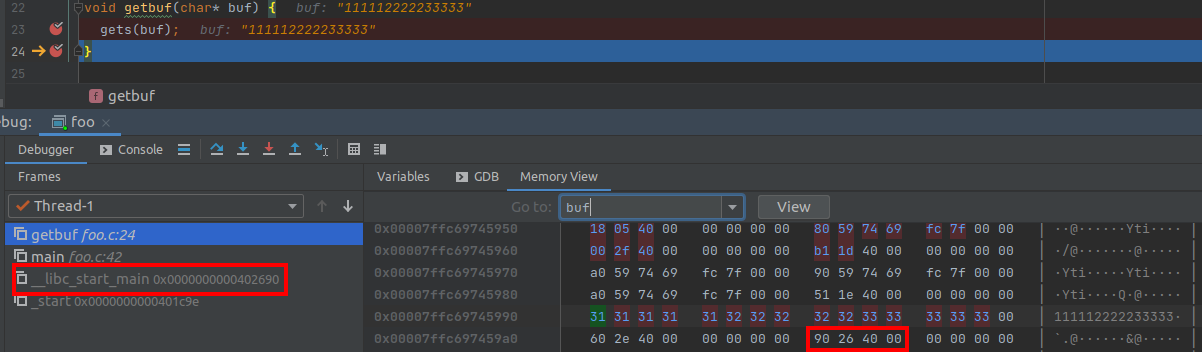 22 void getbuf(char* buf) { buf: "111112222233333"
23 gets(buf); buf: "111112222233333"
24 }
25
f getbuf
ebug: foo ×
Debugger Console
Frames Variables GDB Memory View
Thread-1 Go to: buf View
getbuf foo.c:24
main foo.c:42
__libc_start_main 0x0000000000402690
_start 0x0000000000401c9e
0x00007ffc69745950 18 05 40 00 00 00 00 00 80 59 74 69 fc 7f 00 00 | ··@······Yti····
0x00007ffc69745960 00 2f 40 00 00 00 00 00 b1 1d 40 00 00 00 00 00 | ·/@·······@·····
0x00007ffc69745970 a0 59 74 69 fc 7f 00 00 90 59 74 69 fc 7f 00 00 | ·Yti·····Yti····
0x00007ffc69745980 a0 59 74 69 fc 7f 00 00 51 1e 40 00 00 00 00 00 | ·Yti····Q·@·····
0x00007ffc69745990 31 31 31 31 31 32 32 32 32 32 33 33 33 33 33 00 | 111112222233333·
0x00007ffc697459a0 60 2e 40 00 00 00 00 00 90 26 40 00 00 00 00 00 | `.@······&@·····